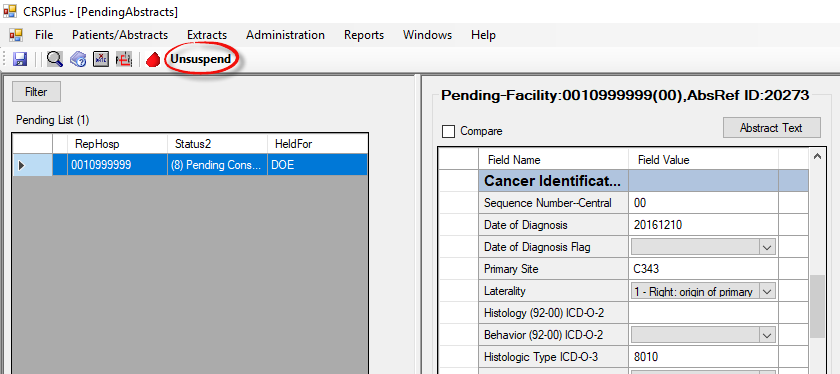 CRSPlus - [PendingAbstracts]
File Patients/Abstracts Extracts Administration Reports Windows Help
Unsuspend
Filter
Pending List (1)
RepHosp Status2 HeldFor
0010999999 (8) Pending Cons... DOE
Pending-Facility:0010999999(00),AbsRef ID:20273
Compare Abstract Text
Field Name Field Value
Cancer Identificat...
Sequence Number--Central 00
Date of Diagnosis 20161210
Date of Diagnosis Flag
Primary Site C343
Laterality 1 - Right: origin of primary
Histology (92-00) ICD-O-2
Behavior (92-00) ICD-O-2
Histologic Type ICD-O-3 8010